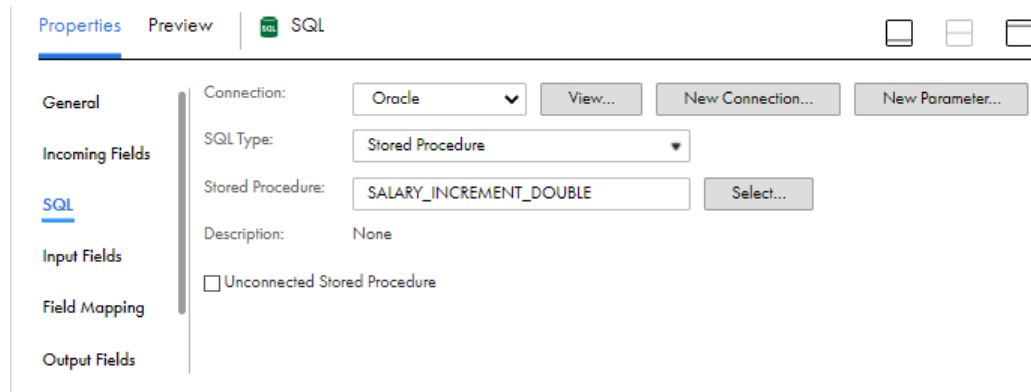 Properties Preview SQL SQL
General
Incoming Fields
SQL
Input Fields
Field Mapping
Output Fields
Connection: Oracle View... New Connection... New Parameter...
SQL Type: Stored Procedure
Stored Procedure: SALARY_INCREMENT_DOUBLE Select...
Description: None
Unconnected Stored Procedure